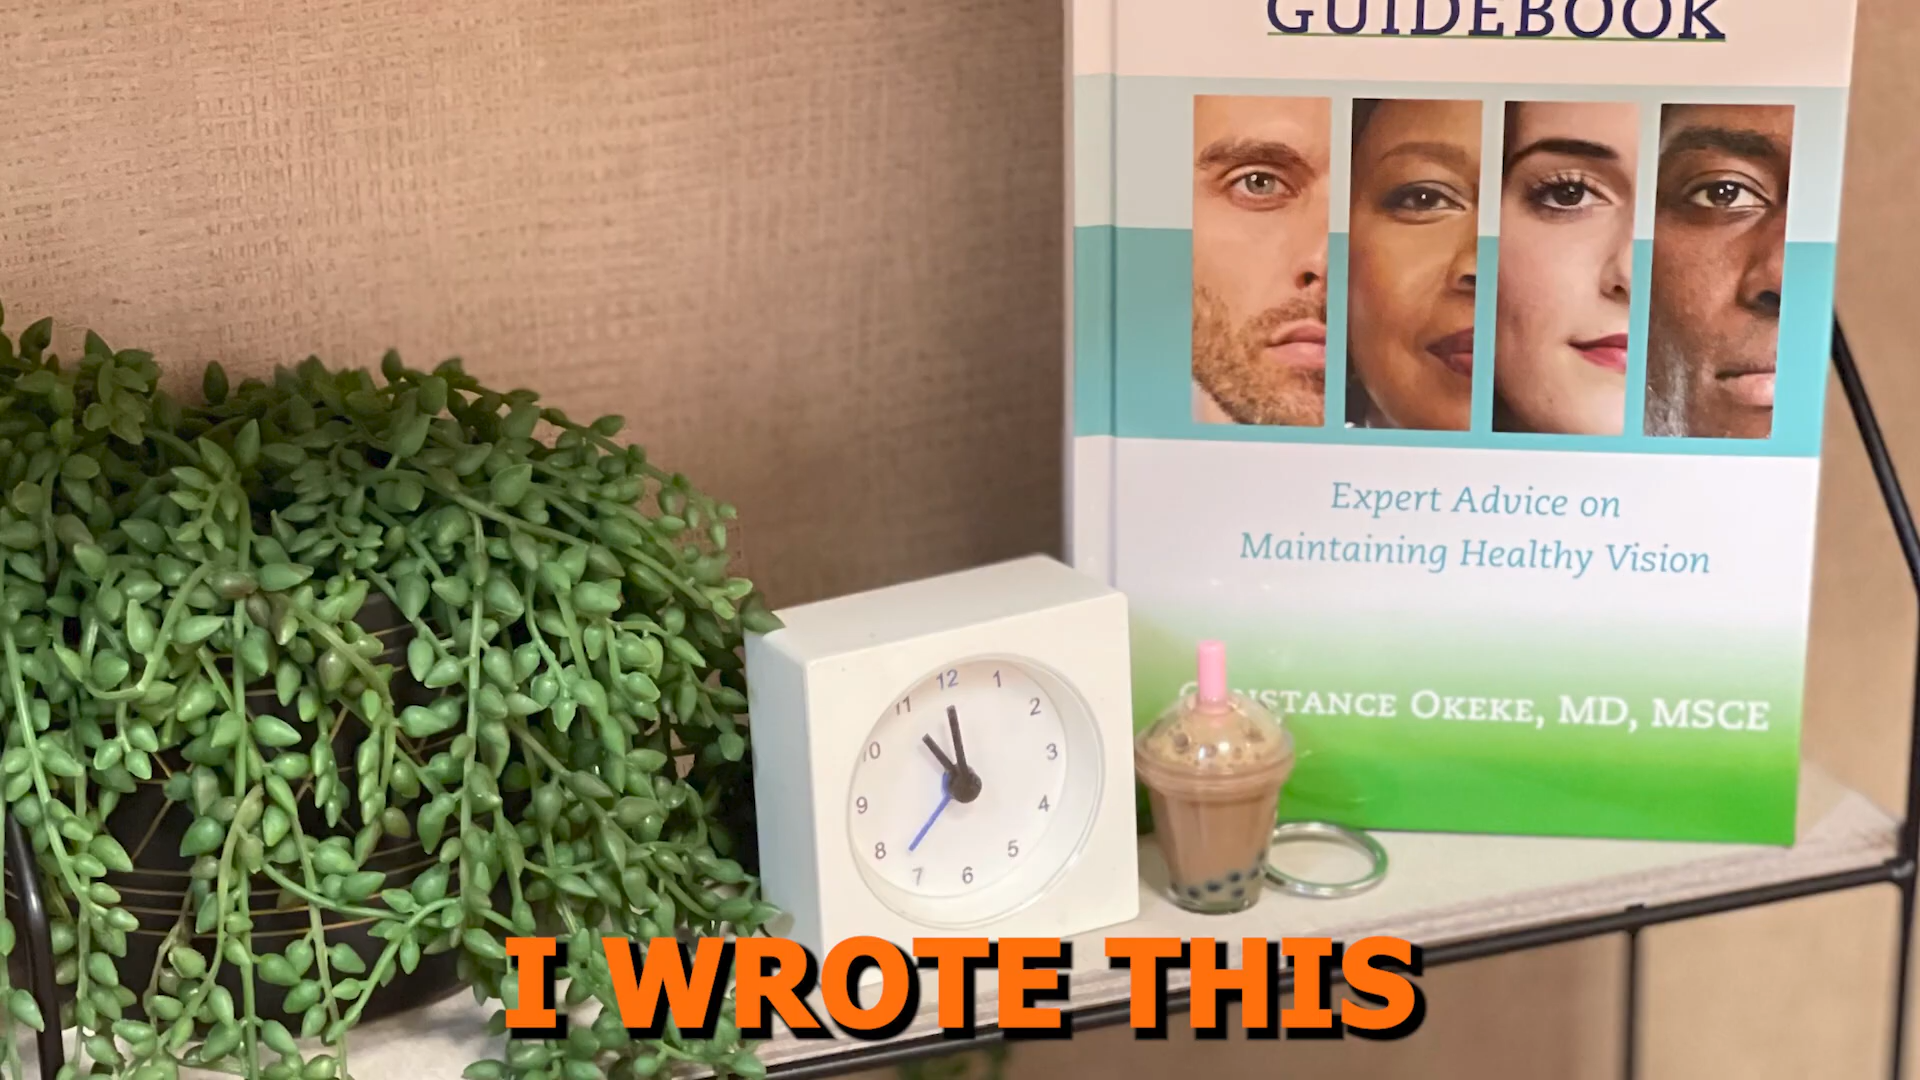 GUIDEBOOK
Expert Advice on
Maintaining Healthy Vision
OKEKE, MD, MSCE
12
1
2
3
4
5
6
7
8
9
10
11
I WROTE THIS